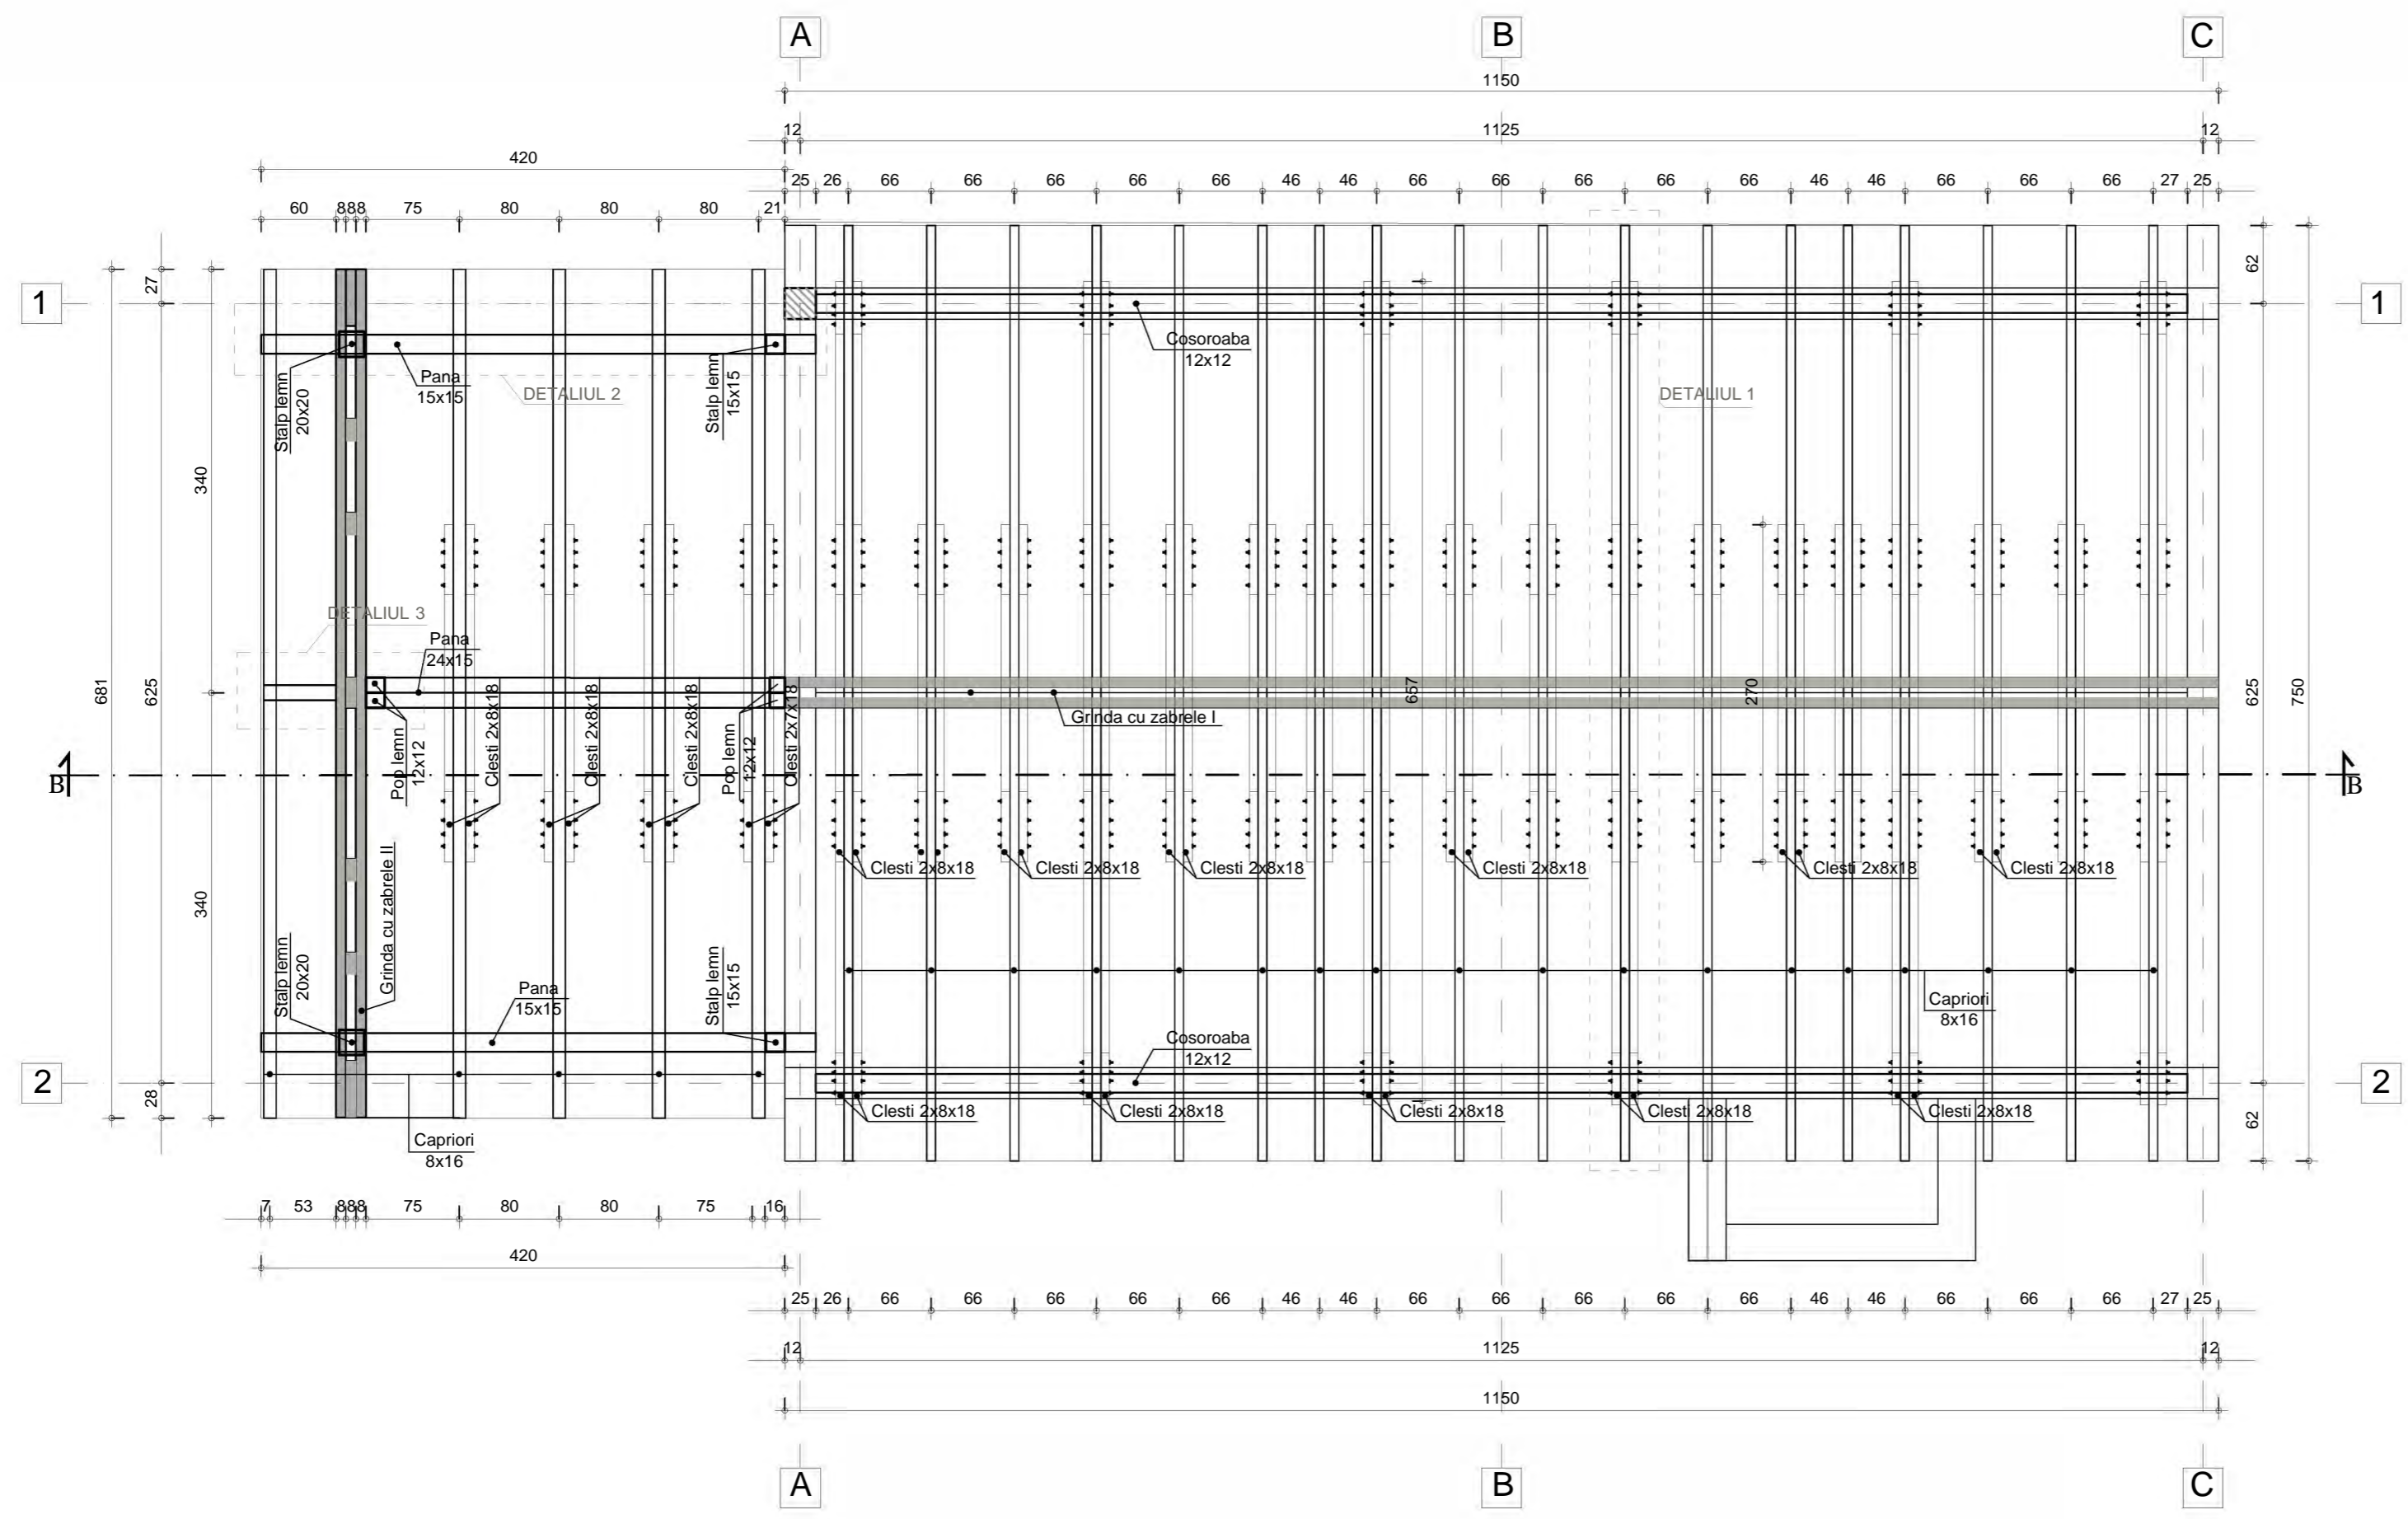 A
B
C
1150
12
1125
12
420
25 26 66 66 66 66 66 46 46 66 66 66 66 66 46 46 66 66 66 27 25
60 8 8 8 75 80 80 80 21
27
62
1
1
Cosoroaba
12x12
Stalp lemn
20x20
Pana
15x15
DETALIUL 2
Stalp lemn
15x15
DETALIUL 1
340
DETALIUL 3
Pana
24x15
681
625
657
270
625
750
Grinda cu zabrele I
Pop lemn
12x12
Clesti 2x8x18
Clesti 2x8x18
Clesti 2x8x18
Pop lemn
12x12
Clesti 2x7x18
B
B
Clesti 2x8x18
Clesti 2x8x18
Clesti 2x8x18
Clesti 2x8x18
Clesti 2x8x18
Clesti 2x8x18
340
Grinda cu zabrele II
Stalp lemn
20x20
Pana
15x15
Stalp lemn
15x15
Capriori
8x16
Cosoroaba
12x12
2
2
28
62
Clesti 2x8x18
Clesti 2x8x18
Clesti 2x8x18
Clesti 2x8x18
Clesti 2x8x18
Capriori
8x16
7 53 8 8 8 75 80 80 75 16
420
25 26 66 66 66 66 66 46 46 66 66 66 66 66 46 46 66 66 66 27 25
12
1125
12
1150
A
B
C